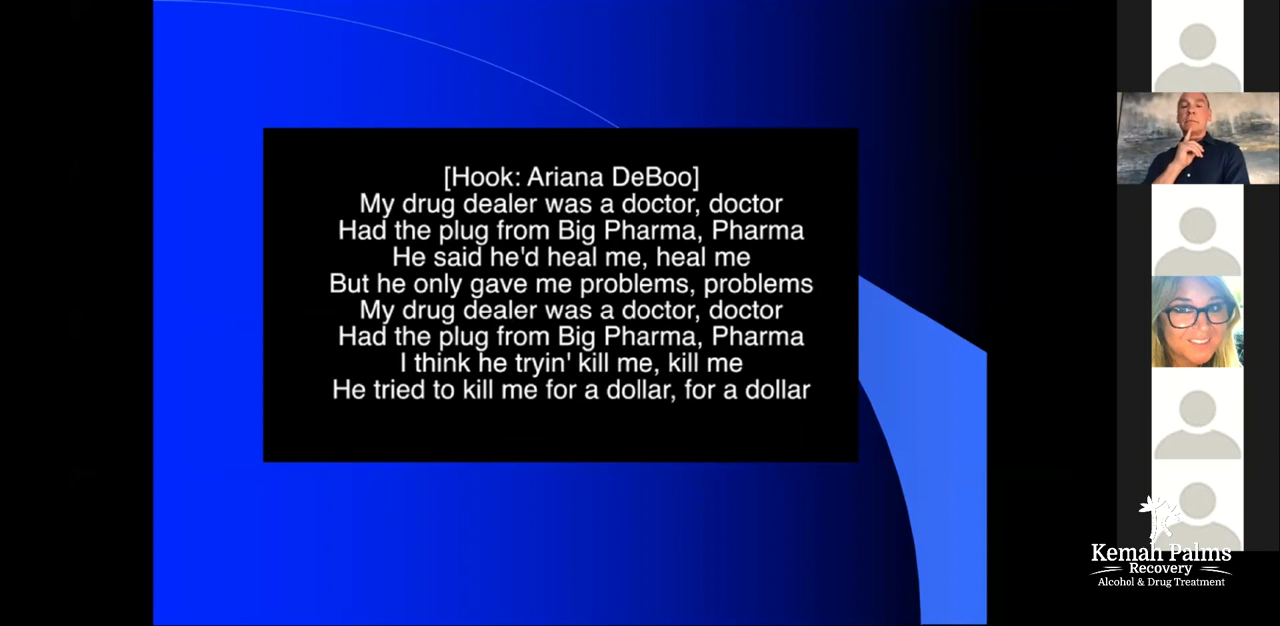 [Hook: Ariana DeBoo]
My drug dealer was a doctor, doctor
Had the plug from Big Pharma, Pharma
He said he'd heal me, heal me
But he only gave me problems, problems
My drug dealer was a doctor, doctor
Had the plug from Big Pharma, Pharma
I think he tryin' kill me, kill me
He tried to kill me for a dollar, for a dollar
Kemah Palms
Recovery
Alcohol & Drug Treatment